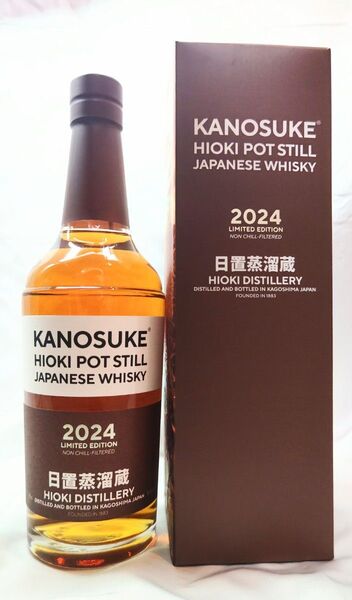 KANOSUKE®
HIOKI POT STILL
JAPANESE WHISKY
2024
LIMITED EDITION
NON CHILL-FILTERED
日置蒸溜蔵
HIOKI DISTILLERY
DISTILLED AND BOTTLED IN KAGOSHIMA JAPAN
FOUNDED IN 1883
KANOSUKE®
HIOKI POT STILL
JAPANESE WHISKY
2024
LIMITED EDITION
NON CHILL-FILTERED
日置蒸溜蔵
HIOKI DISTILLERY
DISTILLED AND BOTTLED IN KAGOSHIMA JAPAN
FOUNDED IN 1883